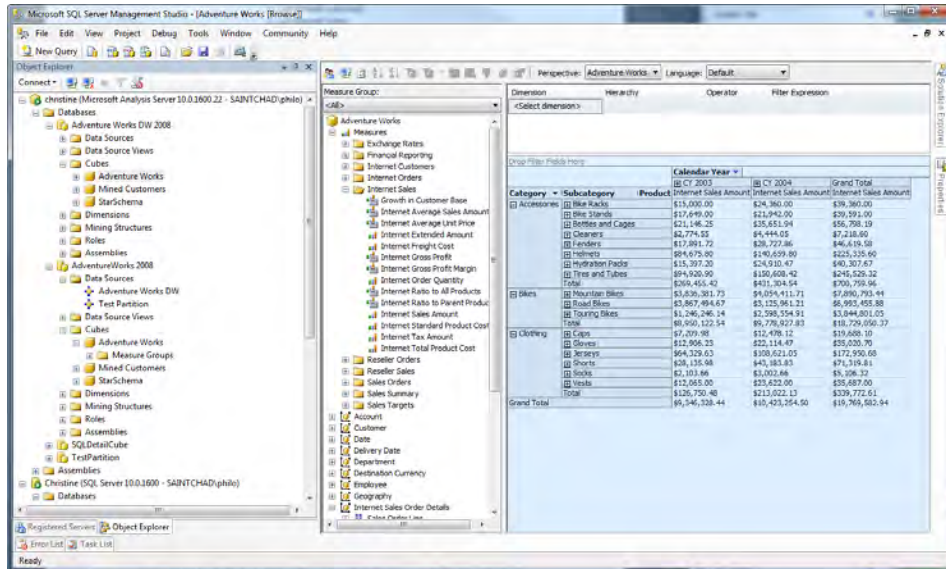 Microsoft SQL Server Management Studio - [Adventure Works [Browse]]
File Edit View Project Debug Tools Window Community Help
New Query
Object Explorer
Connect
christine (Microsoft Analysis Server 10.0.1600.22 - SAINTCHAD\philo)
Databases
Adventure Works DW 2008
Data Sources
Data Source Views
Cubes
Adventure Works
Mined Customers
StarSchema
Dimensions
Mining Structures
Roles
Assemblies
AdventureWorks 2008
Data Sources
Adventure Works DW
Test Partition
Data Source Views
Cubes
Adventure Works
Measure Groups
Mined Customers
StarSchema
Dimensions
Mining Structures
Roles
Assemblies
SQLDetailCube
TestPartition
Assemblies
Christine (SQL Server 10.0.1600 - SAINTCHAD\philo)
Databases
Registered Servers Object Explorer
Error List Task List
Ready
Perspective: Adventure Works Language: Default
Measure Group:
<All>
Adventure Works
Measures
Exchange Rates
Financial Reporting
Internet Customers
Internet Orders
Internet Sales
Growth in Customer Base
Internet Average Sales Amount
Internet Average Unit Price
Internet Extended Amount
Internet Freight Cost
Internet Gross Profit
Internet Gross Profit Margin
Internet Order Quantity
Internet Ratio to All Products
Internet Ratio to Parent Produc
Internet Sales Amount
Internet Standard Product Cost
Internet Tax Amount
Internet Total Product Cost
Reseller Orders
Reseller Sales
Sales Orders
Sales Summary
Sales Targets
Account
Customer
Date
Delivery Date
Department
Destination Currency
Employee
Geography
Internet Sales Order Details
Sales Order Line
Dimension Hierarchy Operator Filter Expression
<Select dimension>
Drop Filter Fields Here
Calendar Year
CY 2003 CY 2004 Grand Total
Category Subcategory Product Internet Sales Amount Internet Sales Amount Internet Sales Amount
Accessories Bike Racks $15,000.00 $24,360.00 $39,360.00
Bike Stands $17,649.00 $21,942.00 $39,591.00
Bottles and Cages $21,146.25 $35,651.94 $56,798.19
Cleaners $2,774.55 $4,444.05 $7,218.60
Fenders $17,891.72 $28,727.86 $46,619.58
Helmets $84,675.80 $140,659.80 $225,335.60
Hydration Packs $15,397.20 $24,910.47 $40,307.67
Tires and Tubes $94,920.90 $150,608.42 $245,529.32
Total $269,455.42 $431,304.54 $700,759.96
Bikes Mountain Bikes $3,836,381.73 $4,054,411.71 $7,890,793.44
Road Bikes $3,867,494.67 $3,125,961.21 $6,993,455.88
Touring Bikes $1,246,246.14 $2,598,554.91 $3,844,801.05
Total $8,950,122.54 $9,778,927.83 $18,729,050.37
Clothing Caps $7,209.98 $12,478.12 $19,688.10
Gloves $12,906.23 $22,114.47 $35,020.70
Jerseys $64,329.63 $108,621.05 $172,950.68
Shorts $28,135.98 $43,183.83 $71,319.81
Socks $2,103.66 $3,002.66 $5,106.32
Vests $12,065.00 $23,622.00 $35,687.00
Total $126,750.48 $213,022.13 $339,772.61
Grand Total $9,346,328.44 $10,423,254.50 $19,769,582.94
Solution Explorer
Properties